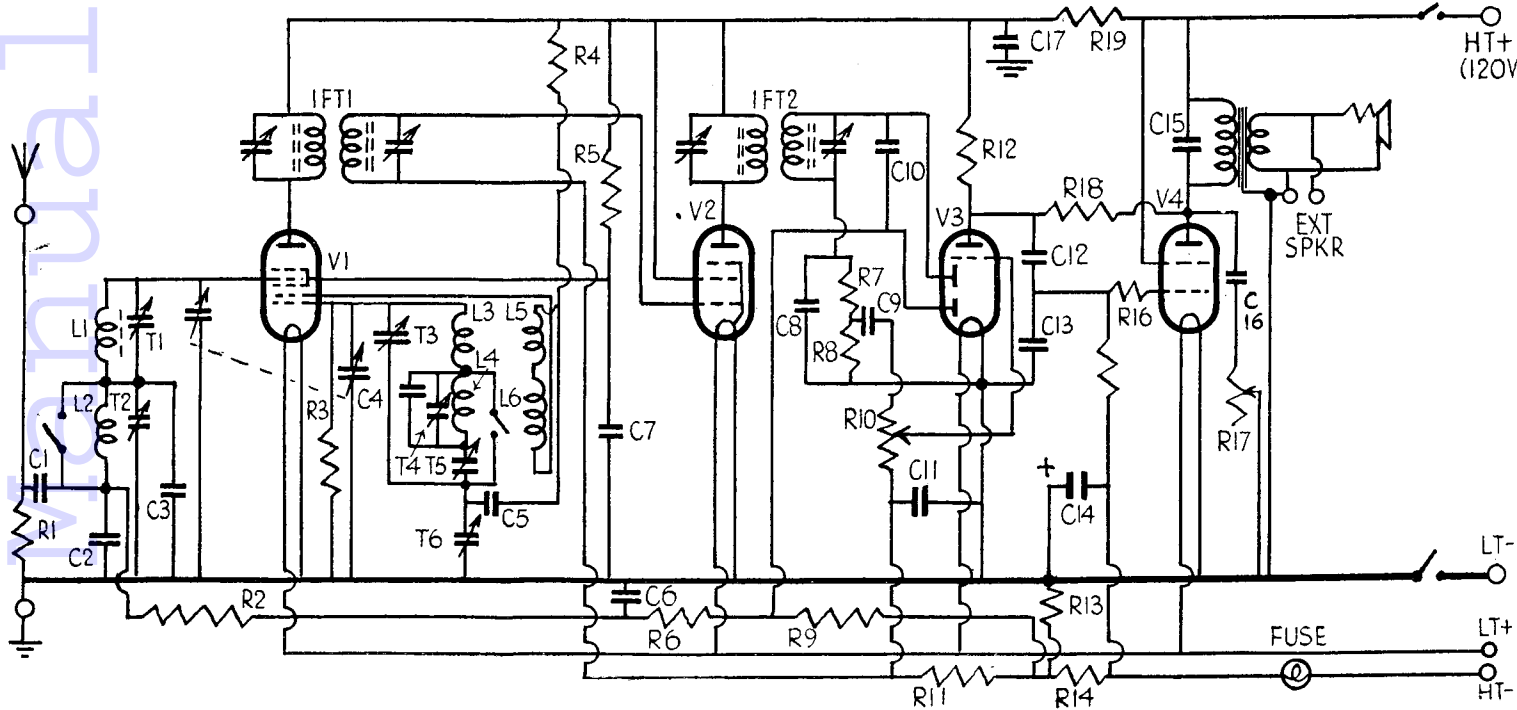 Manual
HT+
(120V
C17
R19
R4
IFT1
IFT2
R5
C10
R12
C15
R18
V4
V1
V2
V3
EXT
SPKR
L1
T1
L3
L5
T3
C12
R7
C9
C8
R8
C13
R16
C
16
L2
T2
C4
L4
L6
R3
R10
R17
C7
C1
T4
T5
C11
+
C14
C3
C5
R1
C2
T6
LT-
R2
C6
R13
R6
R9
FUSE
LT+
R11
R14
HT-